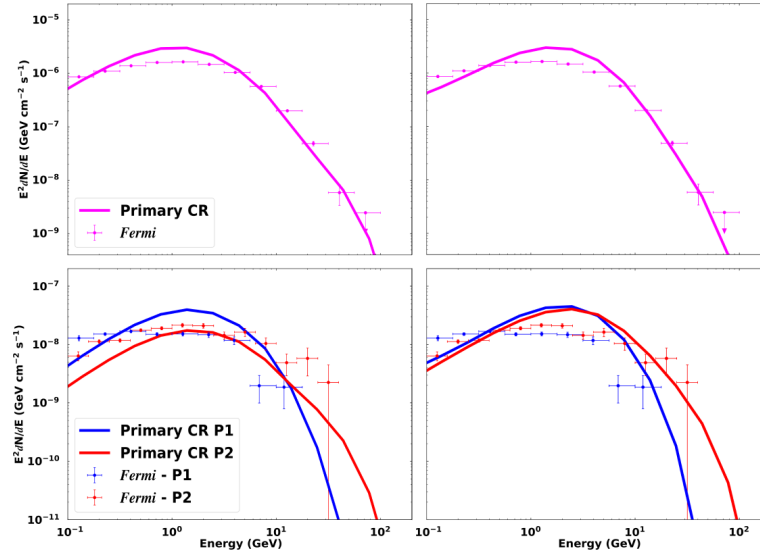 10⁻⁵
10⁻⁶
10⁻⁷
10⁻⁸
10⁻⁹
E²dN/dE (GeV cm⁻² s⁻¹)
Primary CR
Fermi
10⁻⁷
10⁻⁸
10⁻⁹
10⁻¹⁰
10⁻¹¹
E²dN/dE (GeV cm⁻² s⁻¹)
Primary CR P1
Primary CR P2
Fermi - P1
Fermi - P2
10⁻¹ 10⁰ 10¹ 10² 10⁻¹ 10⁰ 10¹ 10²
Energy (GeV) Energy (GeV)